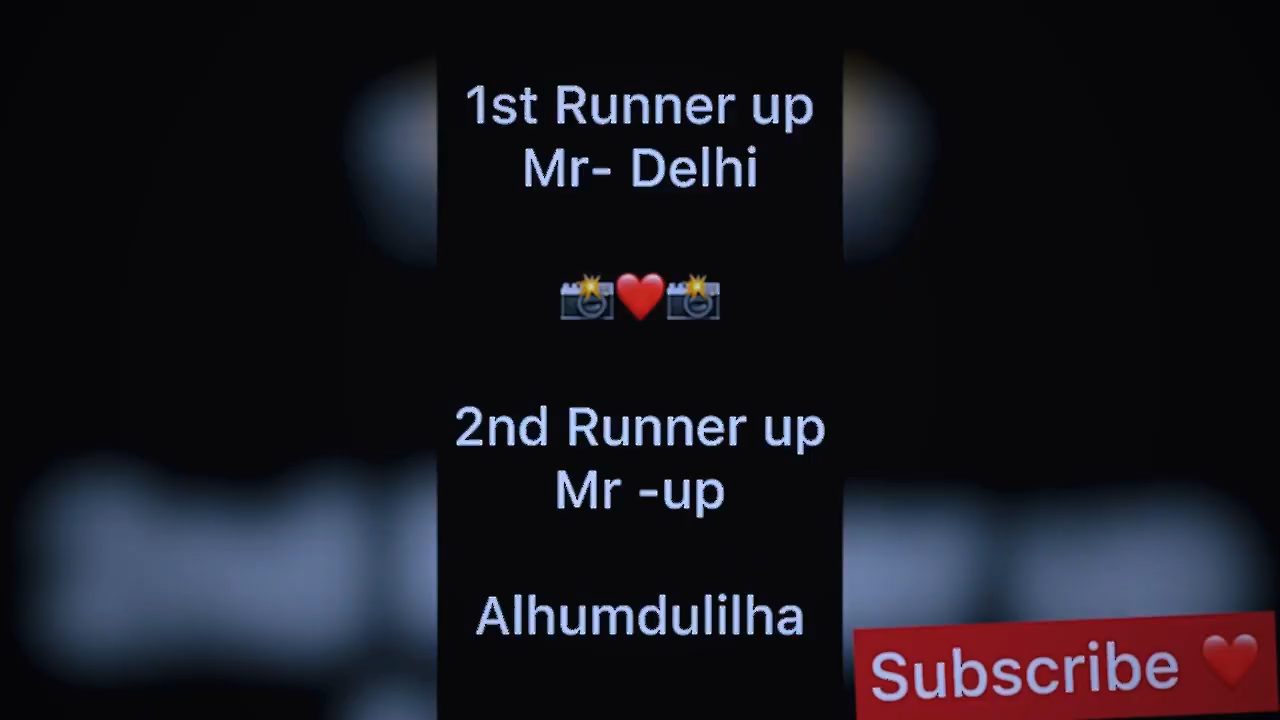 1st Runner up
Mr- Delhi
📸❤️📸
2nd Runner up
Mr -up
Alhumdulilha
Subscribe ❤️